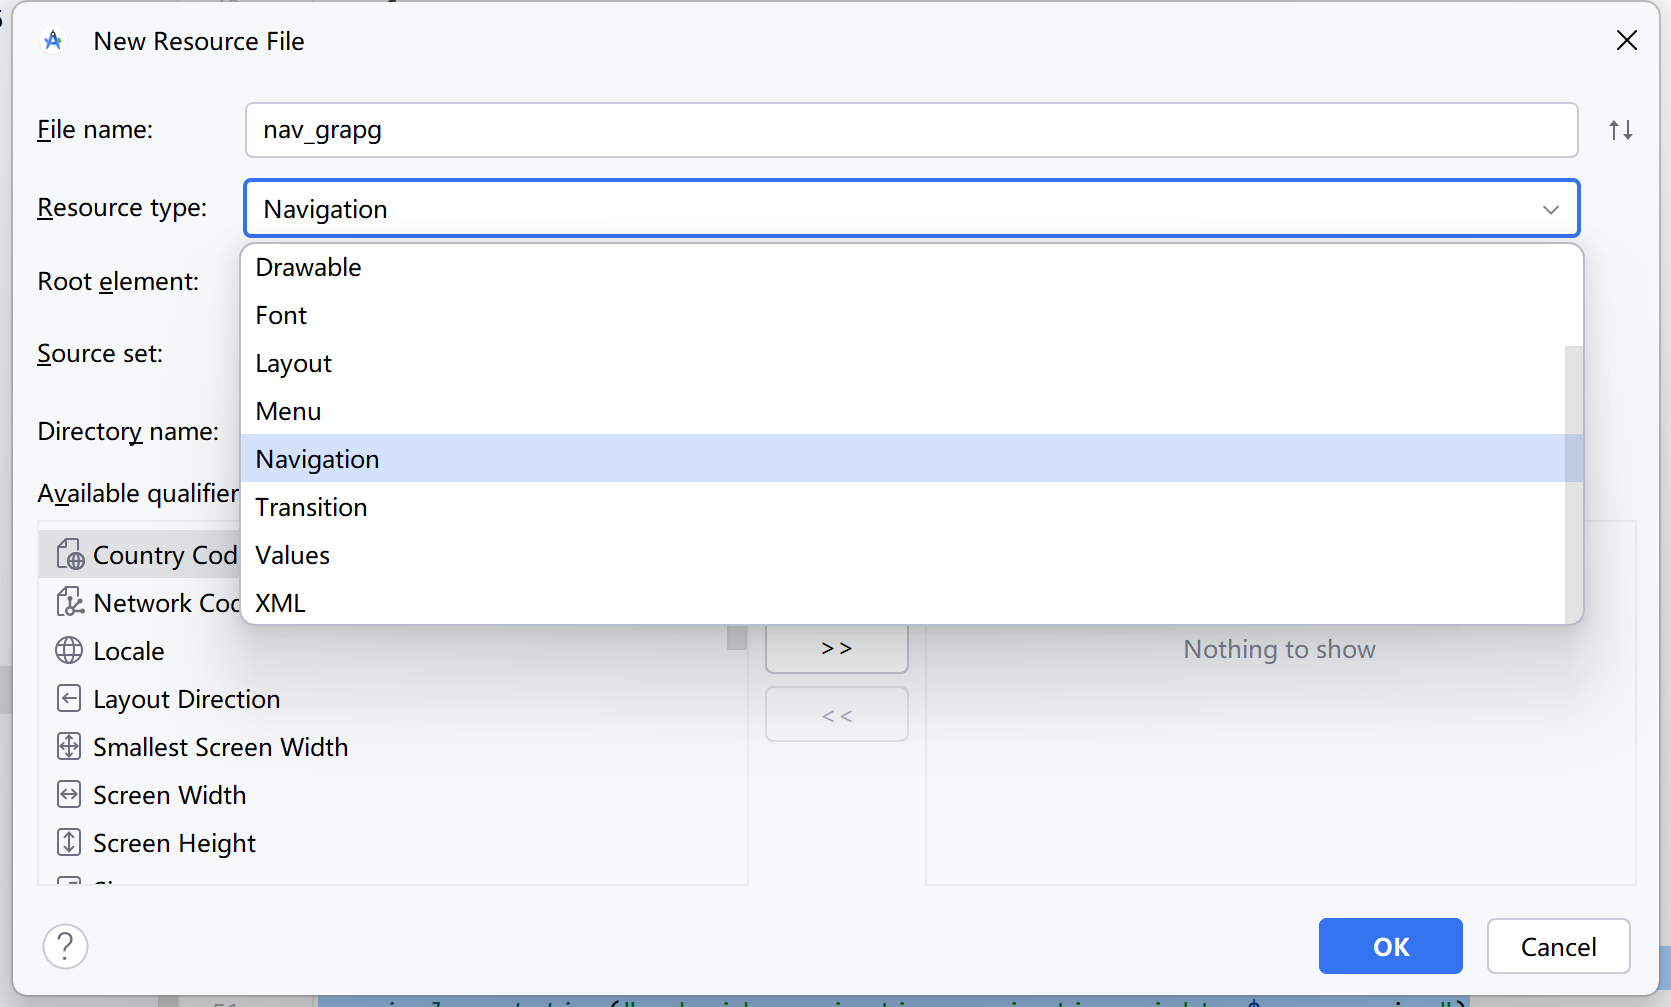 New Resource File
File name:
nav_grapg
Resource type:
Navigation
Root element:
Drawable
Font
Source set:
Layout
Menu
Directory name:
Navigation
Available qualifier
Transition
Country Cod
Values
Network Coc
XML
Locale
>>
Nothing to show
Layout Direction
<<
Smallest Screen Width
Screen Width
Screen Height
?
OK
Cancel